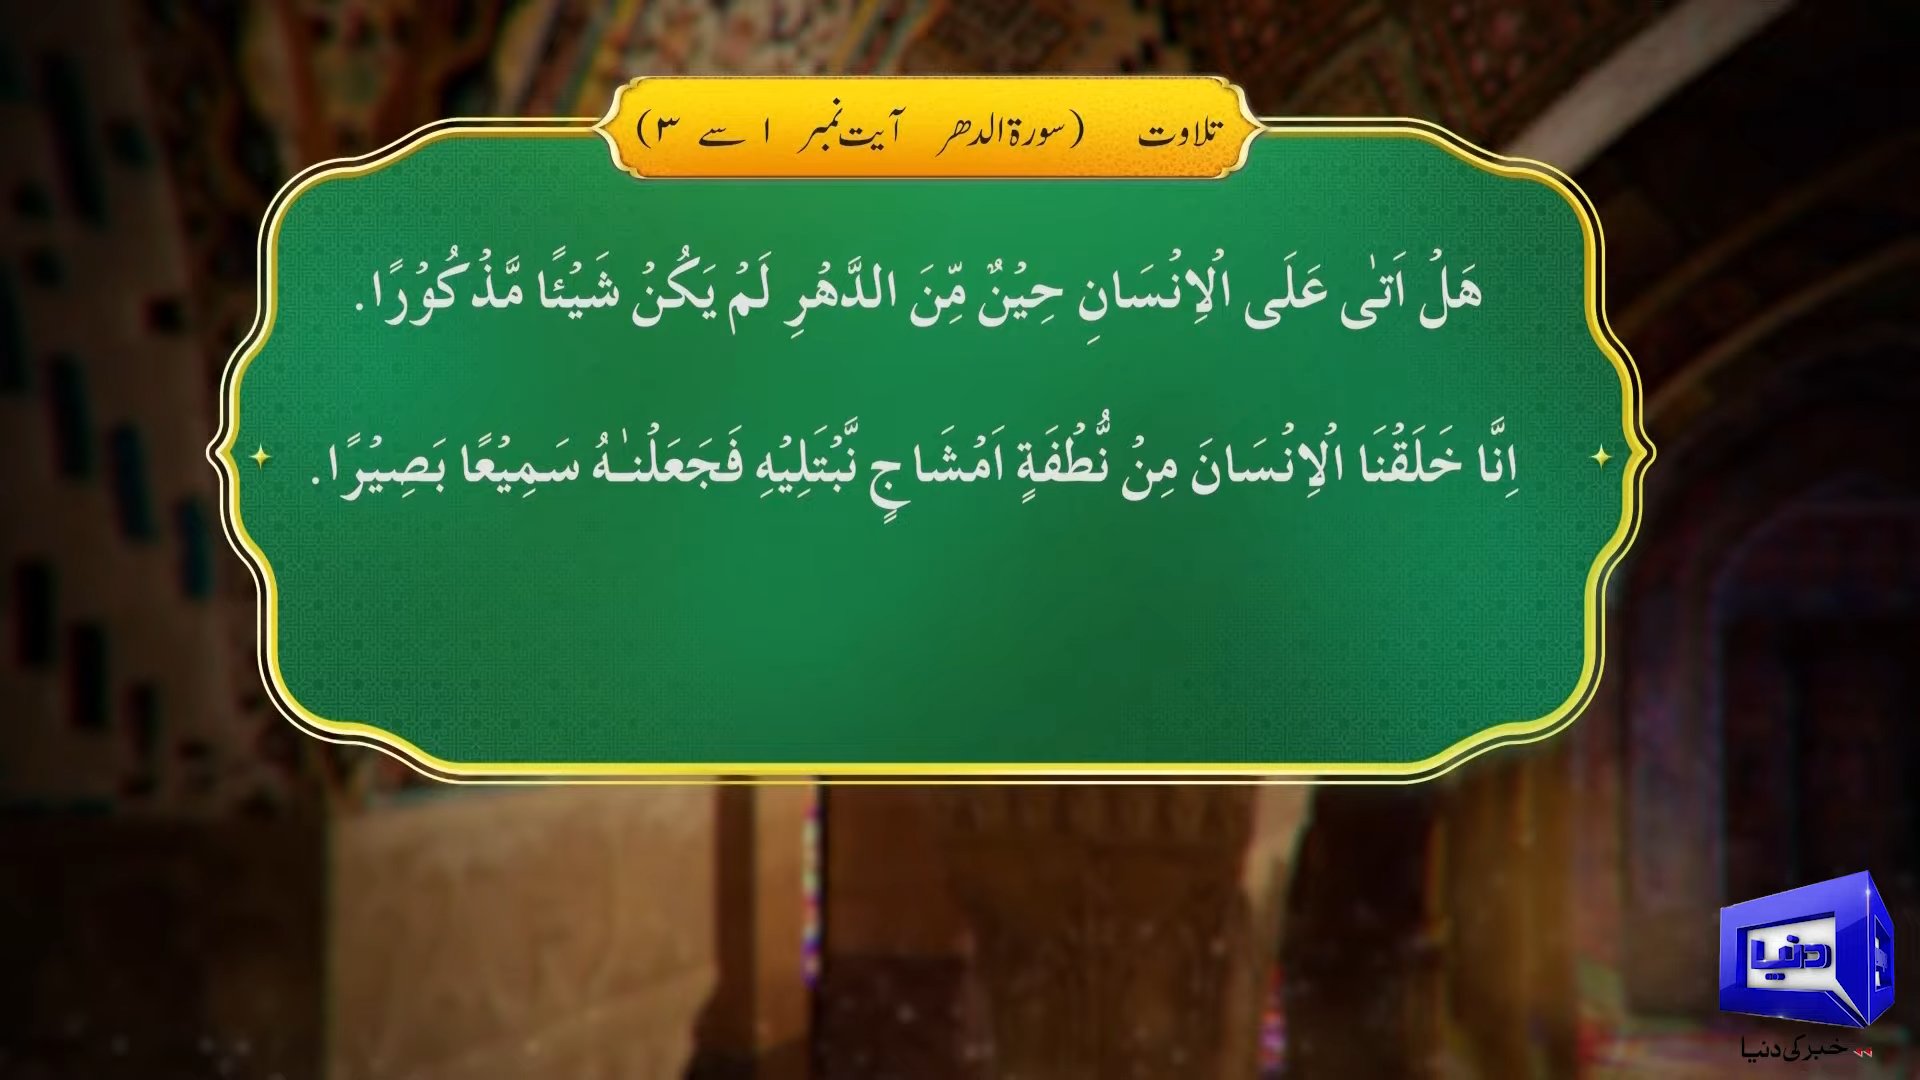 تلاوت (سورۃ الدھر آیت نمبر ۱ سے ۳)
هَلْ اَتٰى عَلَى الْاِنْسَانِ حِيْنٌ مِّنَ الدَّهْرِ لَمْ يَكُنْ شَيْئًا مَّذْكُوْرًا.
اِنَّا خَلَقْنَا الْاِنْسَانَ مِنْ نُّطْفَةٍ اَمْشَاجٍ نَّبْتَلِيْهِ فَجَعَلْنٰهُ سَمِيْعًا بَصِيْرًا.
دنیا
خبر کی دنیا